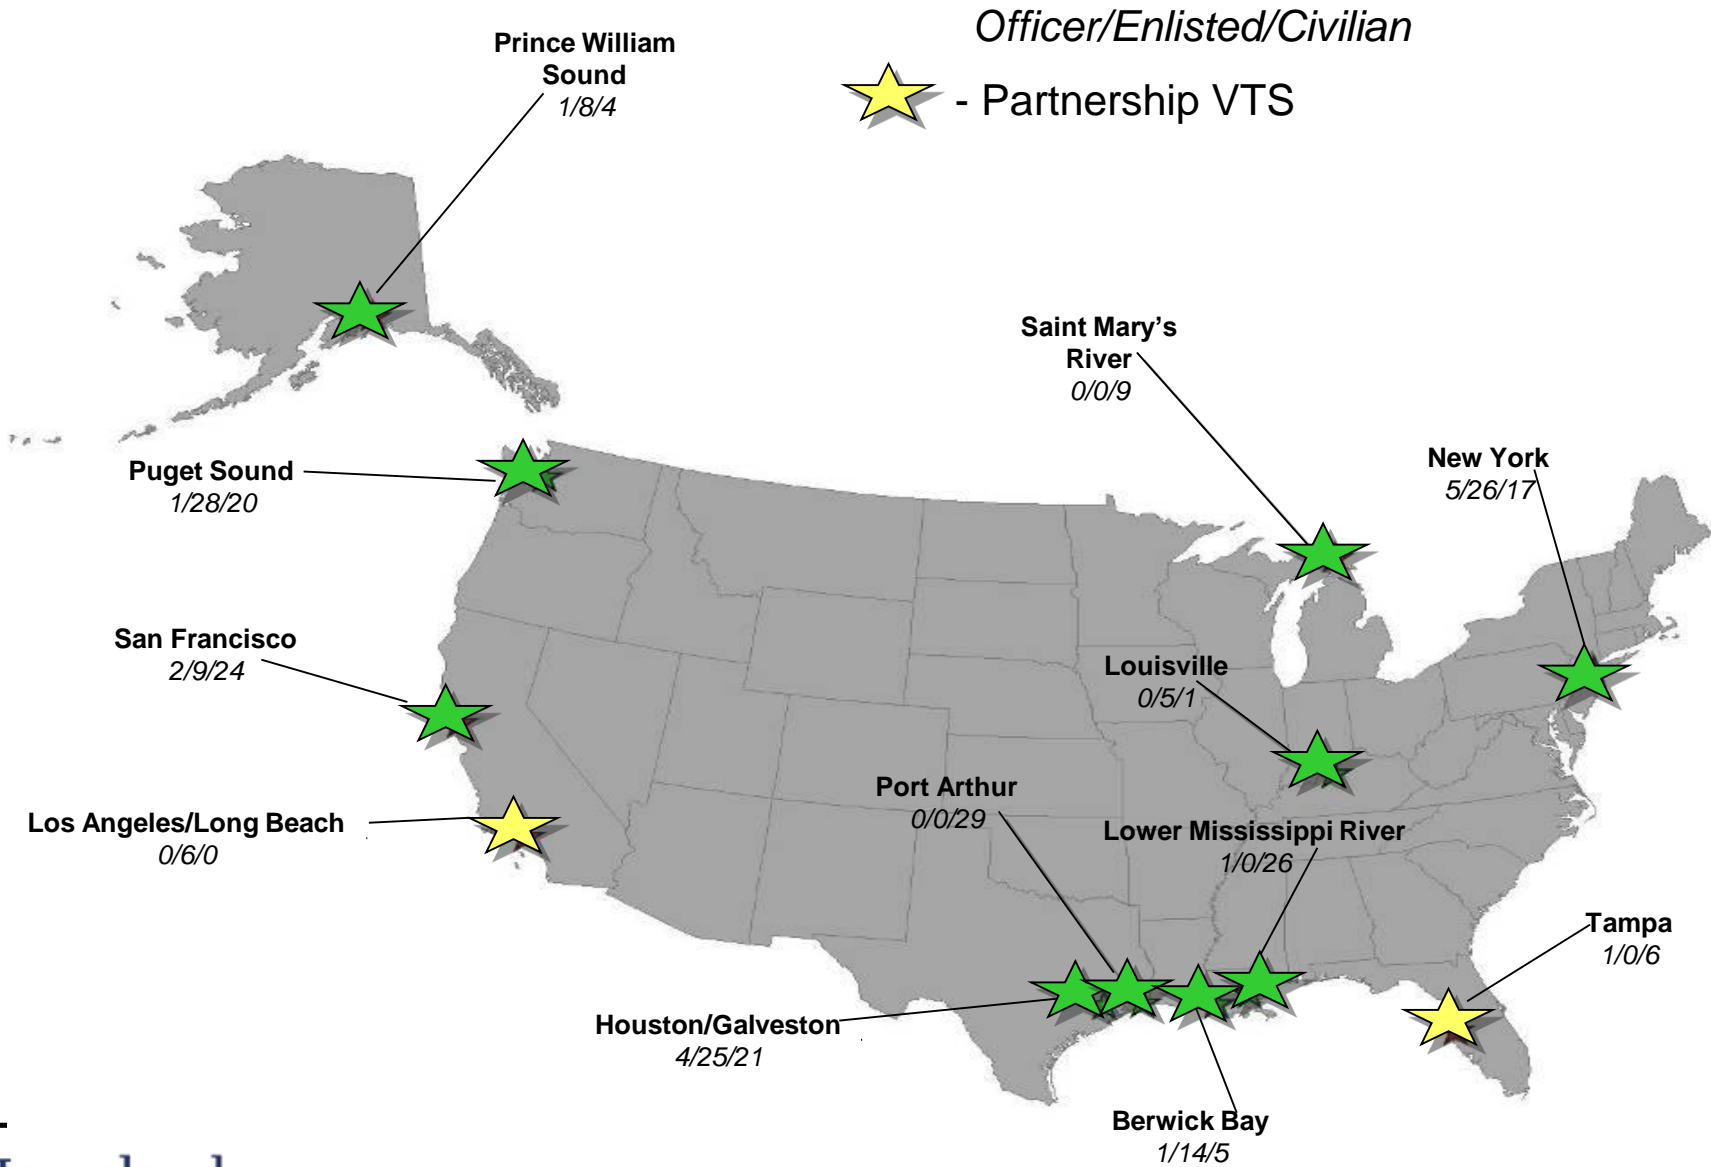 Officer/Enlisted/Civilian
- Partnership VTS
Prince William
Sound
1/8/4
Saint Mary’s
River
0/0/9
New York
5/26/17
Puget Sound
1/28/20
San Francisco
2/9/24
Louisville
0/5/1
Port Arthur
0/0/29
Lower Mississippi River
1/0/26
Los Angeles/Long Beach
0/6/0
Tampa
1/0/6
Houston/Galveston
4/25/21
Berwick Bay
1/14/5